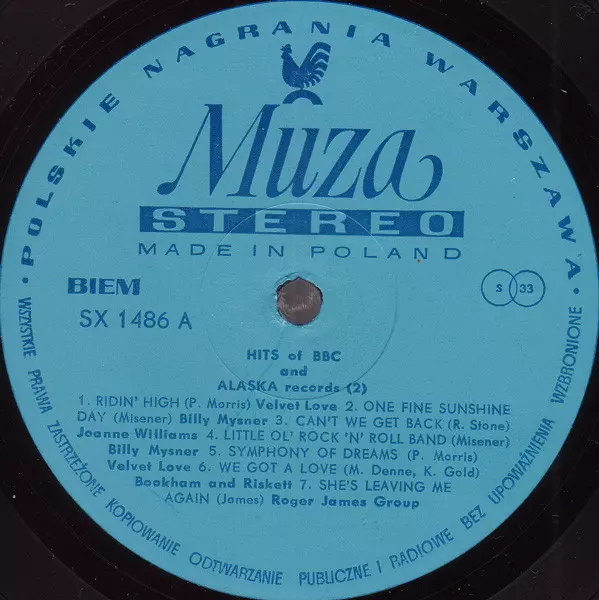 • POLSKIE NAGRANIA WARSZAWA •
Muza
STEREO
MADE IN POLAND
BIEM
SX 1486 A
S 33
HITS of BBC
and
ALASKA records (2)
1. RIDIN' HIGH (P. Morris) Velvet Love 2. ONE FINE SUNSHINE
DAY (Misener) Billy Mysner 3. CAN'T WE GET BACK (R. Stone)
Joanne Williams 4. LITTLE OL' ROCK 'N' ROLL BAND (Misener)
Billy Mysner 5. SYMPHONY OF DREAMS (P. Morris)
Velvet Love 6. WE GOT A LOVE (M. Denne, K. Gold)
Bookham and Riskett 7. SHE'S LEAVING ME
AGAIN (James) Roger James Group
WSZYSTKIE PRAWA ZASTRZEŻONE KOPIOWANIE ODTWARZANIE PUBLICZNE I RADIOWE BEZ UPOWAŻNIENIA WZBRONIONE